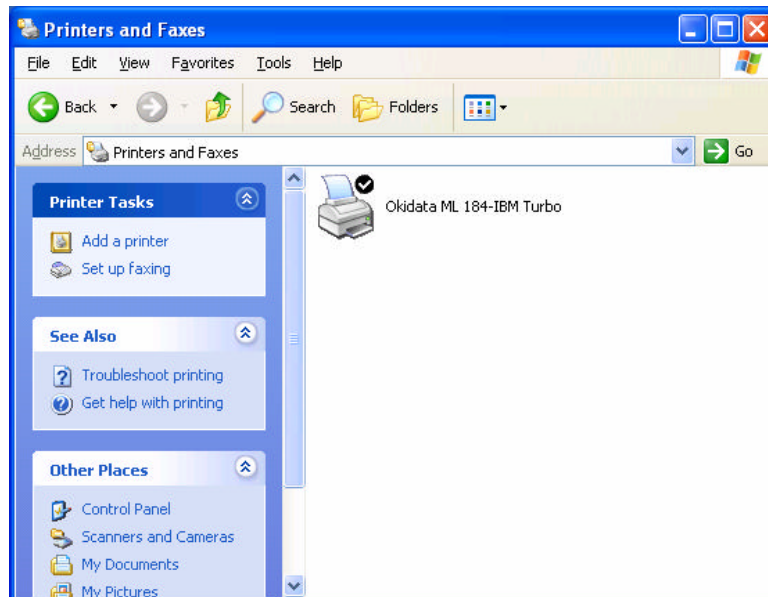 Printers and Faxes
File Edit View Favorites Tools Help
Back Search Folders
Address Printers and Faxes Go
Printer Tasks
Add a printer
Set up faxing
See Also
Troubleshoot printing
Get help with printing
Other Places
Control Panel
Scanners and Cameras
My Documents
My Pictures
Okidata ML 184-IBM Turbo